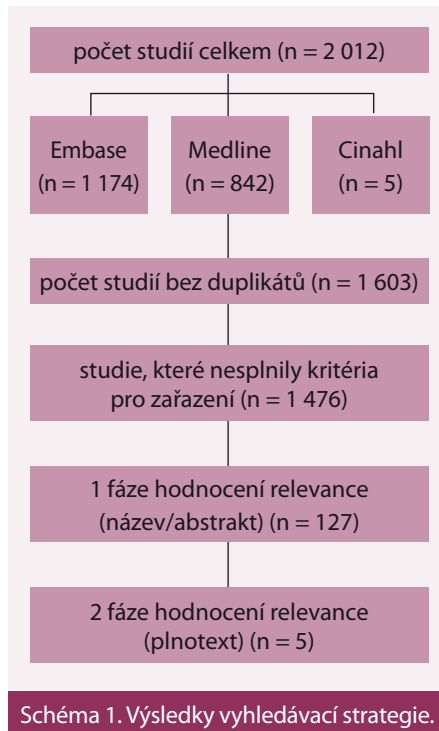 počet studií celkem (n = 2 012)
Embase
(n = 1 174)
Medline
(n = 842)
Cinahl
(n = 5)
počet studií bez duplikátů (n = 1 603)
studie, které nesplnily kritéria
pro zařazení (n = 1 476)
1 fáze hodnocení relevance
(název/abstrakt) (n = 127)
2 fáze hodnocení relevance
(plnotext) (n = 5)
Schéma 1. Výsledky vyhledávací strategie.